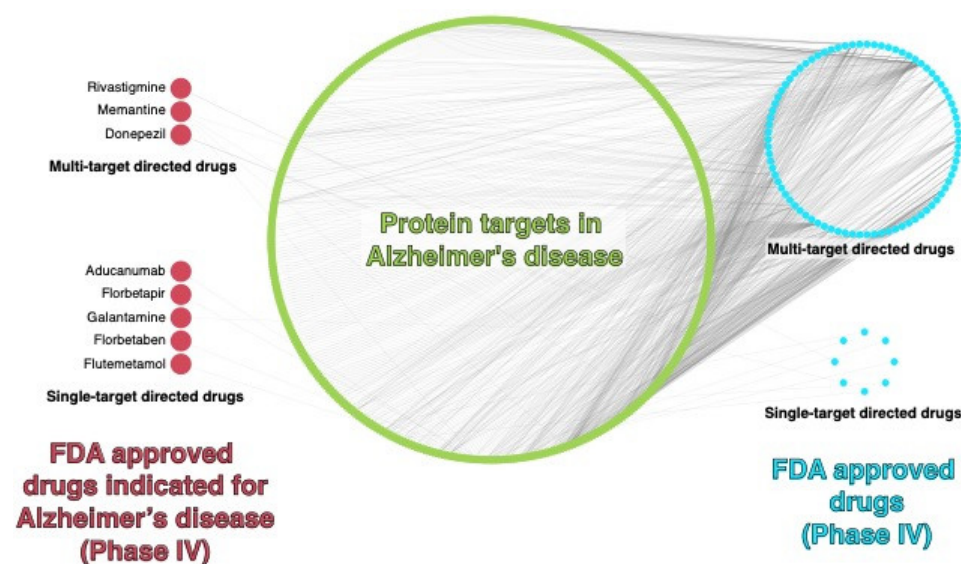 Rivastigmine
Memantine
Donepezil
Multi-target directed drugs
Aducanumab
Florbetapir
Galantamine
Florbetaben
Flutemetamol
Single-target directed drugs
FDA approved
drugs indicated for
Alzheimer's disease
(Phase IV)
Protein targets in
Alzheimer's disease
Multi-target directed drugs
Single-target directed drugs
FDA approved
drugs
(Phase IV)